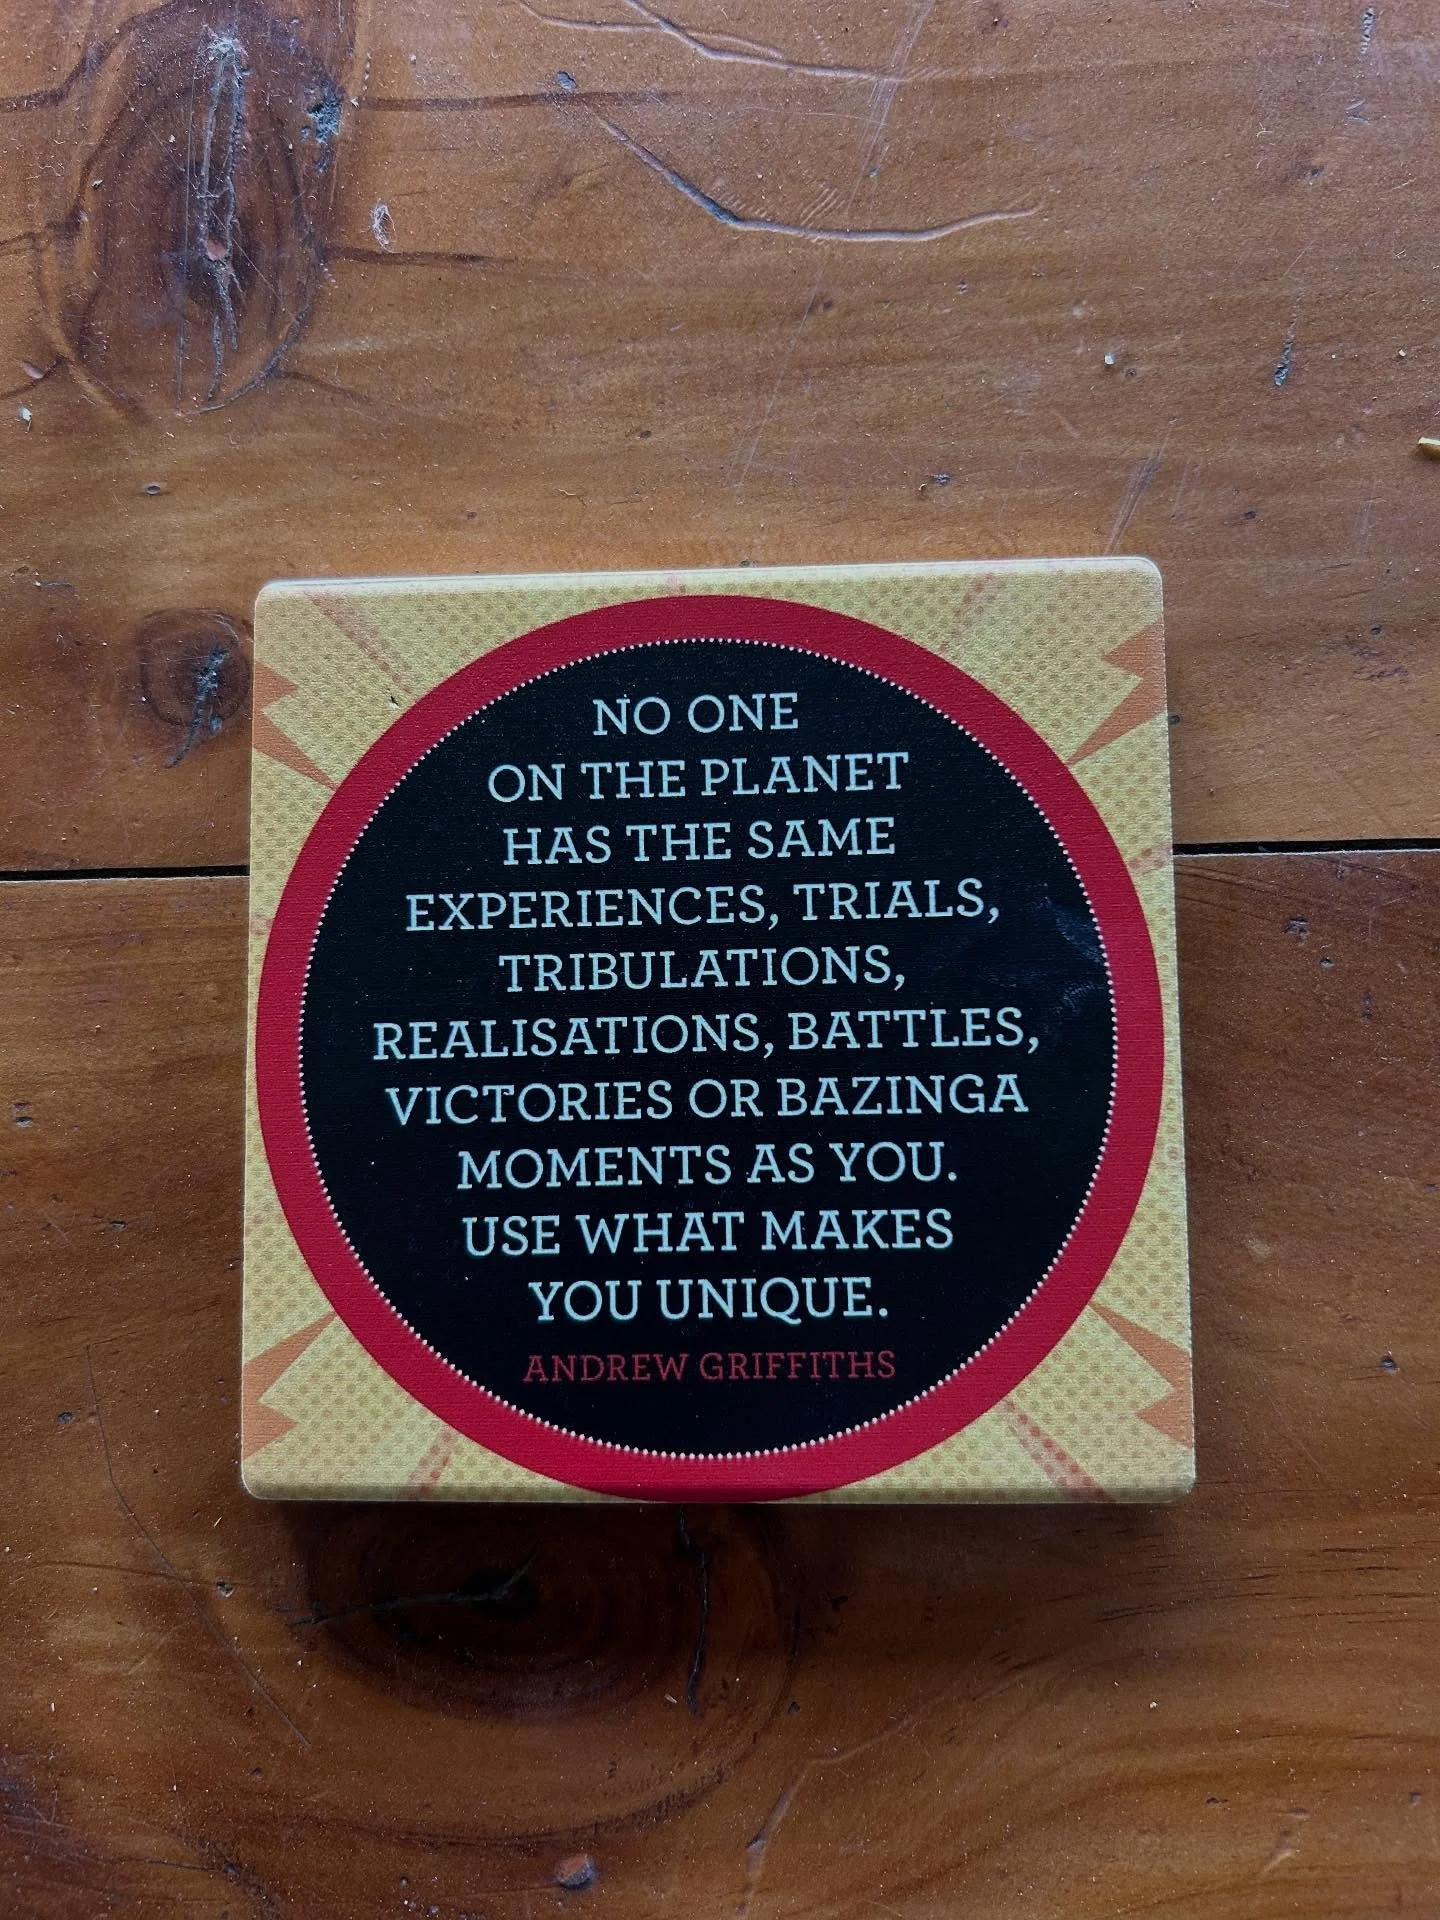 NO ONE
ON THE PLANET
HAS THE SAME
EXPERIENCES, TRIALS,
TRIBULATIONS,
REALISATIONS, BATTLES,
VICTORIES OR BAZINGA
MOMENTS AS YOU.
USE WHAT MAKES
YOU UNIQUE.
ANDREW GRIFFITHS